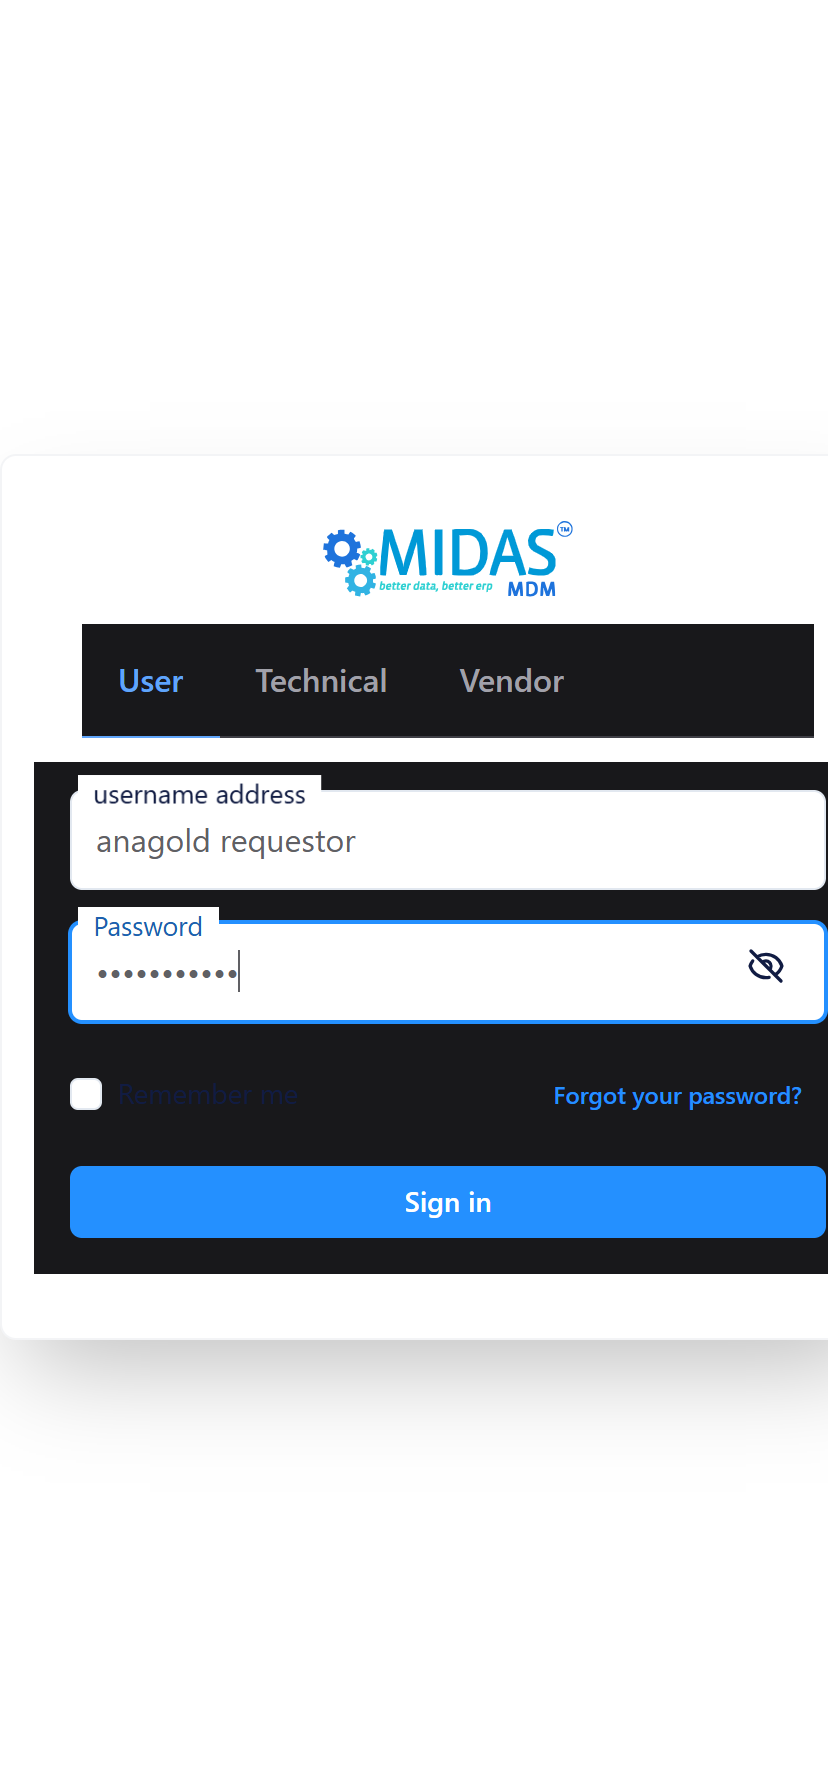 MIDAS™
better data, better erp MDM
User Technical Vendor
username address
anagold requestor
Password
•••••••••••
Remember me Forgot your password?
Sign in